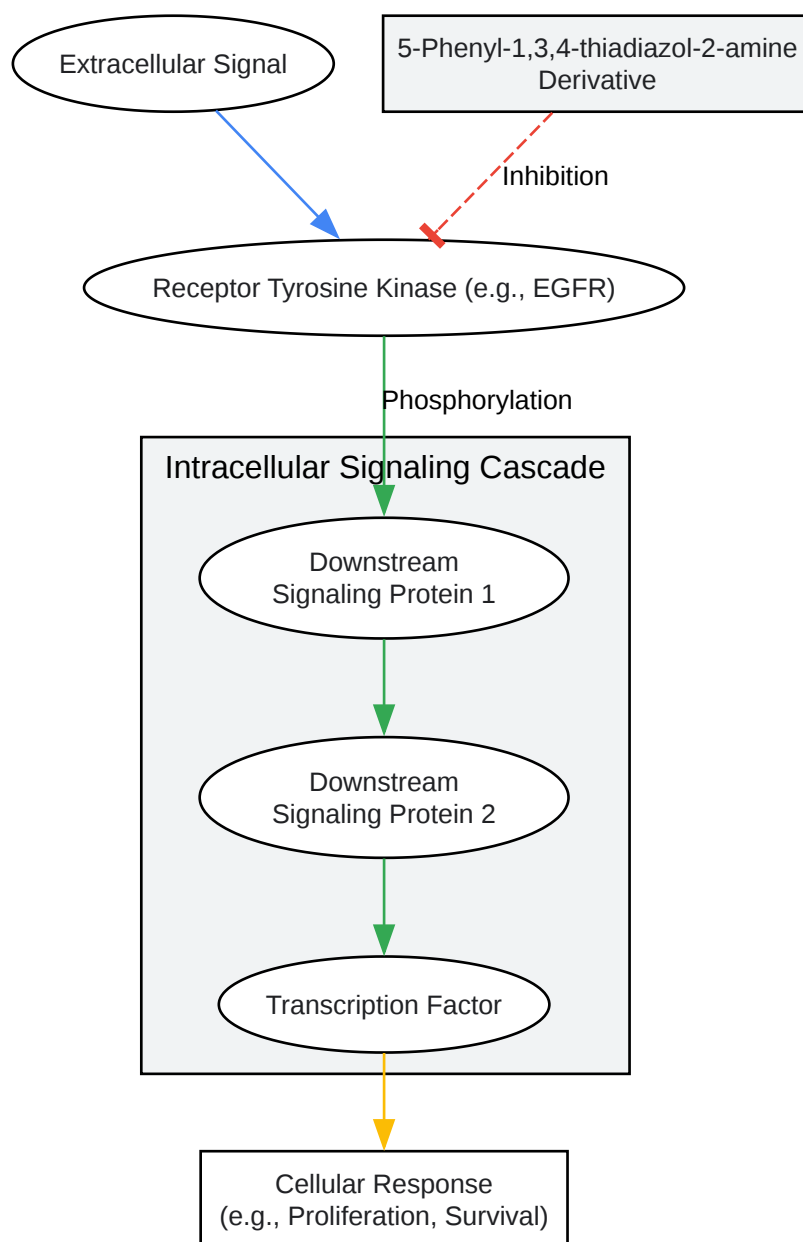 Extracellular Signal
5-Phenyl-1,3,4-thiadiazol-2-amine
Derivative
Inhibition
Receptor Tyrosine Kinase (e.g., EGFR)
Phosphorylation
Intracellular Signaling Cascade
Downstream
Signaling Protein 1
Downstream
Signaling Protein 2
Transcription Factor
Cellular Response
(e.g., Proliferation, Survival)